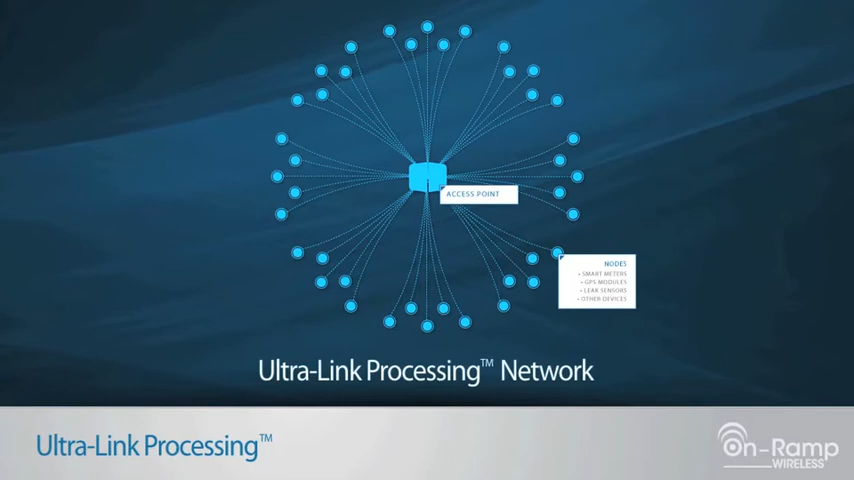 ACCESS POINT
NODES
• SMART METERS
• GPS MODULES
• LEAK SENSORS
• OTHER DEVICES
Ultra-Link Processing™ Network
Ultra-Link Processing™
On-Ramp
WIRELESS